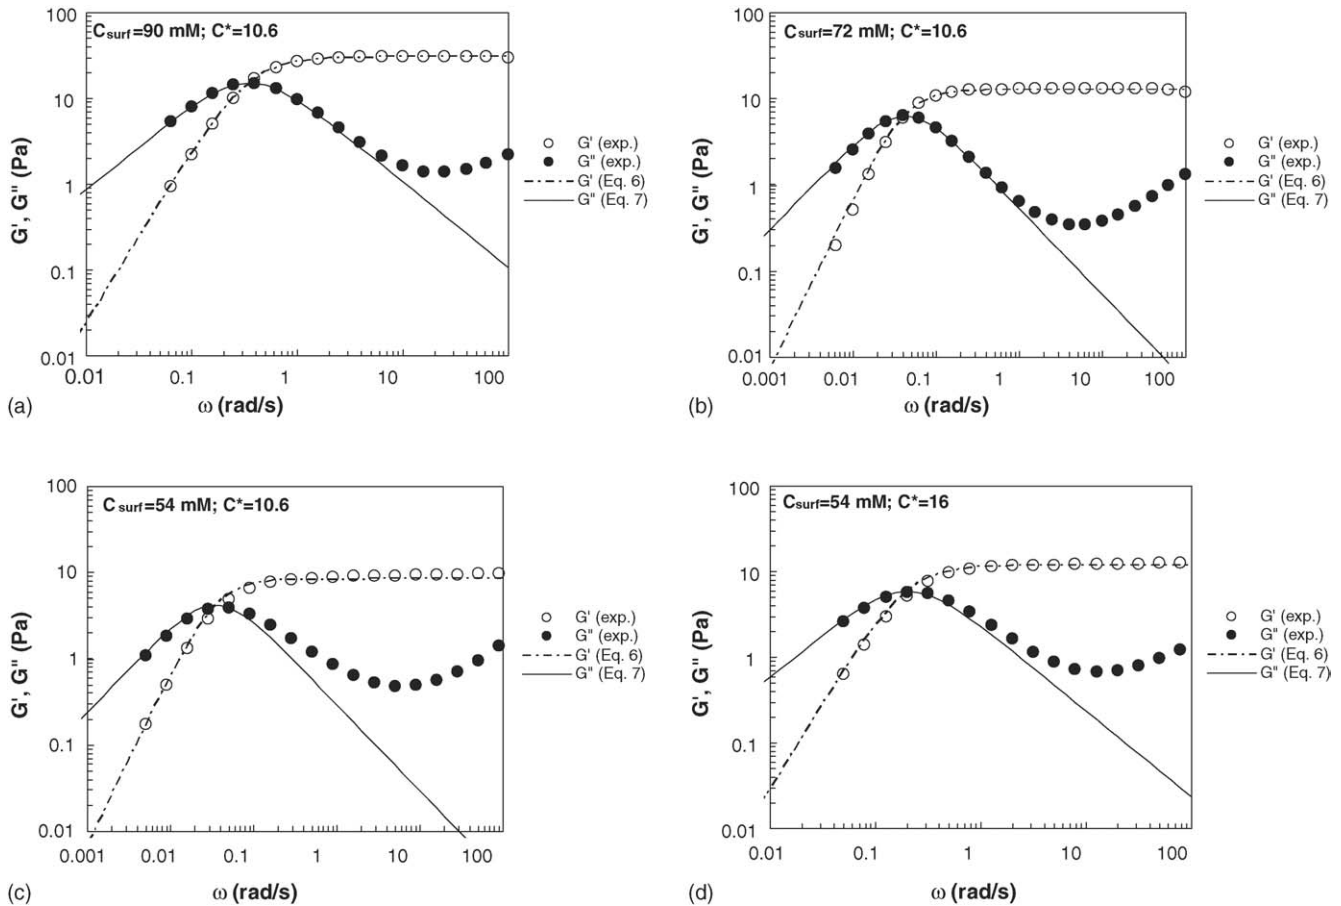 100
C surf=90 mM; C*=10.6
10
1
0.1
0.01
G', G" (Pa)
0.01 0.1 1 10 100
ω (rad/s)
(a)
G' (exp.)
G" (exp.)
G' (Eq. 6)
G" (Eq. 7)
100
C surf=72 mM; C*=10.6
10
1
0.1
0.01
G', G" (Pa)
0.001 0.01 0.1 1 10 100
ω (rad/s)
(b)
G' (exp.)
G" (exp.)
G' (Eq. 6)
G" (Eq. 7)
100
C surf=54 mM; C*=10.6
10
1
0.1
0.01
G', G" (Pa)
0.001 0.01 0.1 1 10 100
ω (rad/s)
(c)
G' (exp.)
G" (exp.)
G' (Eq. 6)
G" (Eq. 7)
100
C surf=54 mM; C*=16
10
1
0.1
0.01
G', G" (Pa)
0.01 0.1 1 10 100
ω (rad/s)
(d)
G' (exp.)
G" (exp.)
G' (Eq. 6)
G" (Eq. 7)